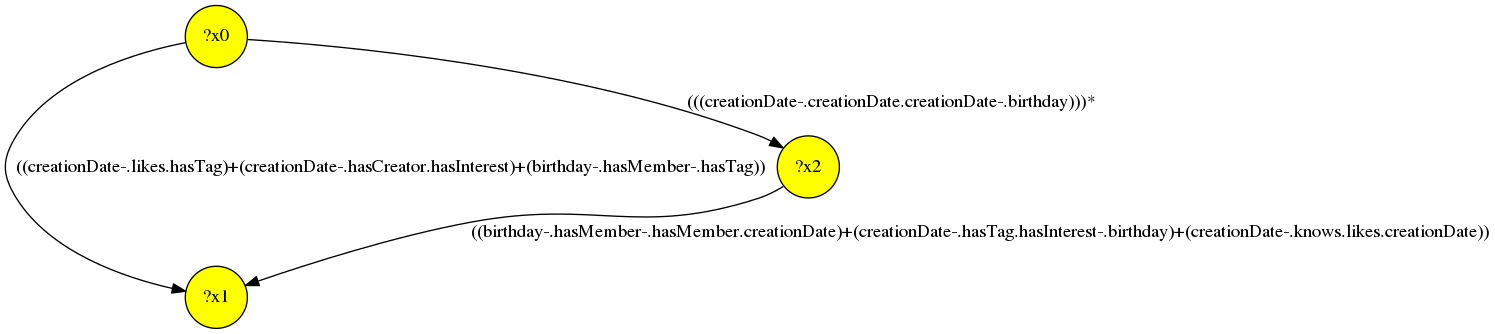 ?x0
(((creationDate-.creationDate.creationDate-.birthday)))*
((creationDate-.likes.hasTag)+(creationDate-.hasCreator.hasInterest)+(birthday-.hasMember-.hasTag))
?x2
((birthday-.hasMember-.hasMember.creationDate)+(creationDate-.hasTag.hasInterest-.birthday)+(creationDate-.knows.likes.creationDate))
?x1